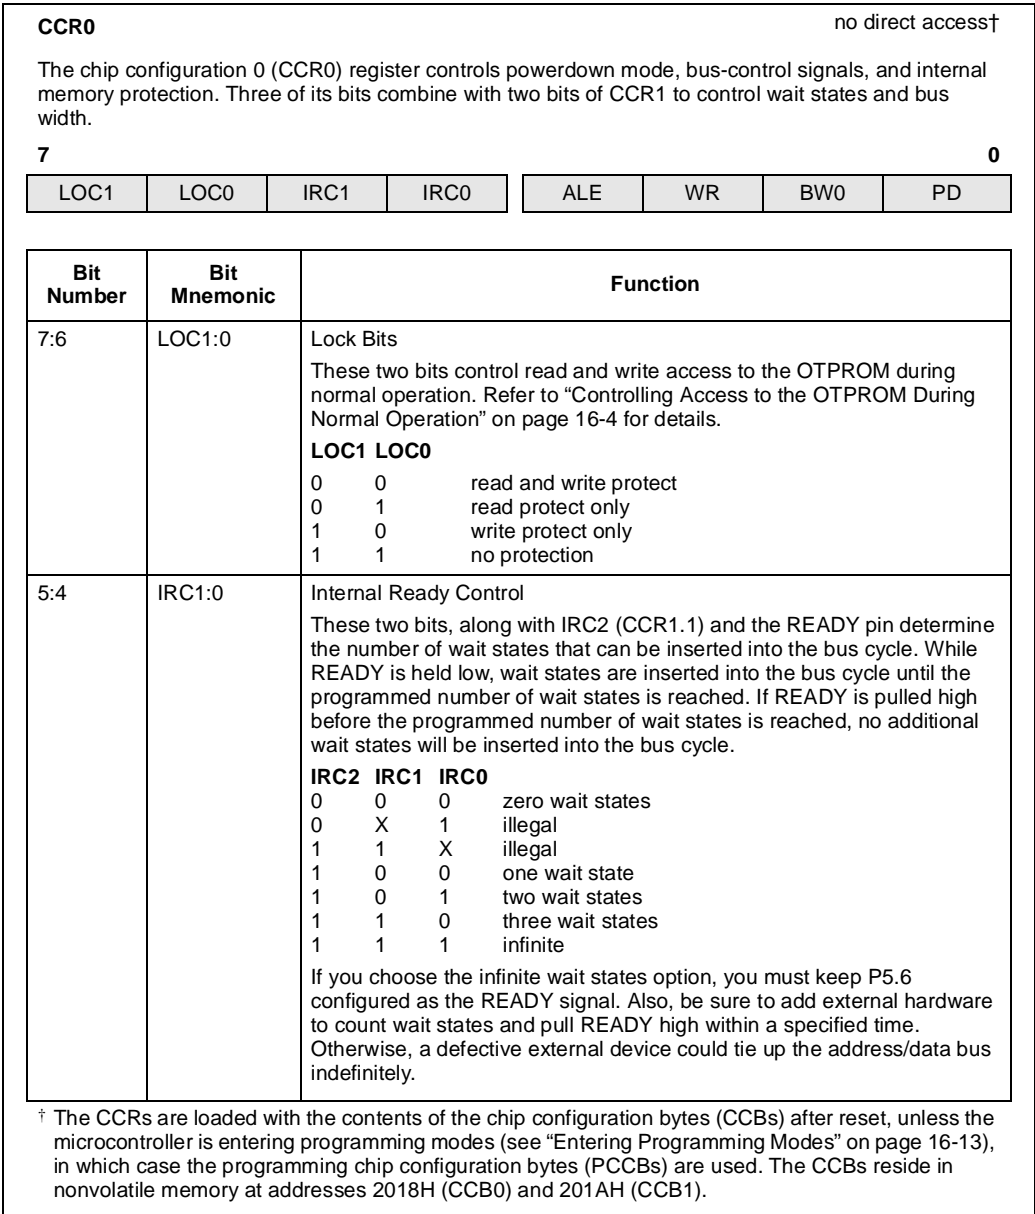 CCR0 no direct access†
The chip configuration 0 (CCR0) register controls powerdown mode, bus-control signals, and internal
memory protection. Three of its bits combine with two bits of CCR1 to control wait states and bus
width.
7 0
LOC1 LOC0 IRC1 IRC0 ALE WR BW0 PD
Bit Number Bit Mnemonic Function
7:6 LOC1:0 Lock Bits
These two bits control read and write access to the OTPROM during
normal operation. Refer to “Controlling Access to the OTPROM During
Normal Operation” on page 16-4 for details.
LOC1 LOC0
0 0 read and write protect
0 1 read protect only
1 0 write protect only
1 1 no protection
5:4 IRC1:0 Internal Ready Control
These two bits, along with IRC2 (CCR1.1) and the READY pin determine
the number of wait states that can be inserted into the bus cycle. While
READY is held low, wait states are inserted into the bus cycle until the
programmed number of wait states is reached. If READY is pulled high
before the programmed number of wait states is reached, no additional
wait states will be inserted into the bus cycle.
IRC2 IRC1 IRC0
0 0 0 zero wait states
0 X 1 illegal
1 1 X illegal
1 0 0 one wait state
1 0 1 two wait states
1 1 0 three wait states
1 1 1 infinite
If you choose the infinite wait states option, you must keep P5.6
configured as the READY signal. Also, be sure to add external hardware
to count wait states and pull READY high within a specified time.
Otherwise, a defective external device could tie up the address/data bus
indefinitely.
† The CCRs are loaded with the contents of the chip configuration bytes (CCBs) after reset, unless the
microcontroller is entering programming modes (see “Entering Programming Modes” on page 16-13),
in which case the programming chip configuration bytes (PCCBs) are used. The CCBs reside in
nonvolatile memory at addresses 2018H (CCB0) and 201AH (CCB1).